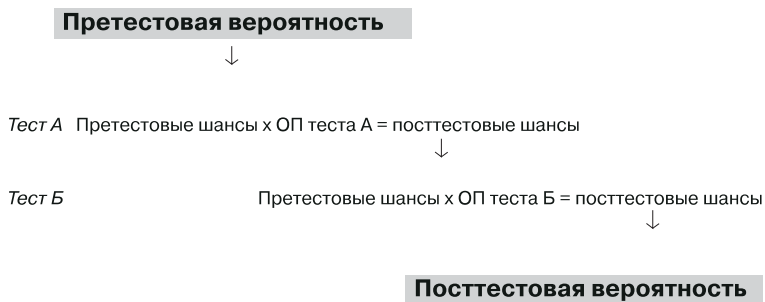 Претестовая вероятность
↓
Тест А Претестовые шансы x ОП теста А = посттестовые шансы
↓
Тест Б Претестовые шансы x ОП теста Б = посттестовые шансы
↓
Посттестовая вероятность